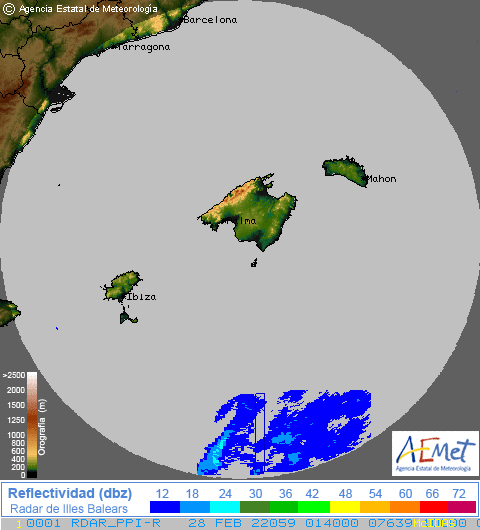 © Agencia Estatal de Meteorología
Barcelona
Tarragona
Mahon
lma
Ibiza
>2500
2000
1500
1000
800
600
400
200
0
Orografía (m)
AEMet
Agencia Estatal de Meteorología
Reflectividad (dbz) 12 18 24 30 36 42 48 54 60 66 72
Radar de Illes Balears
1 0001 RDAR_PPI-R 28 FEB 22059 014000 07639